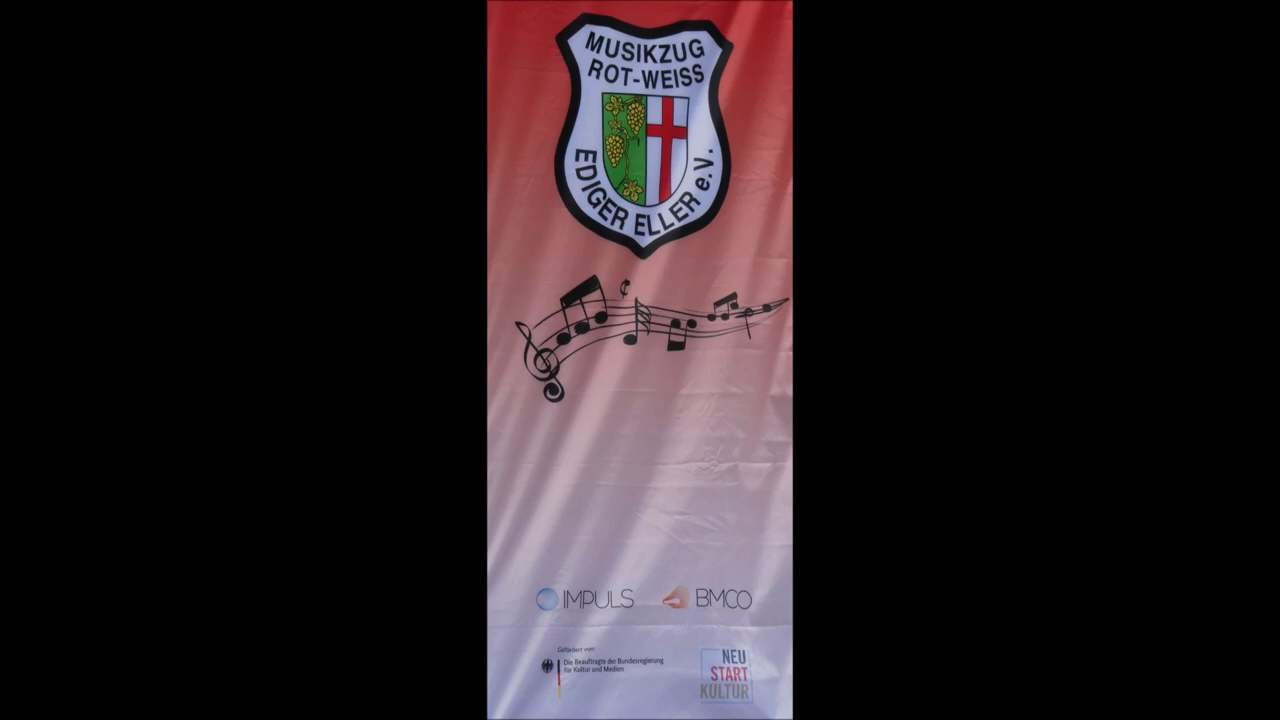 MUSIKZUG
ROT-WEISS
EDIGER ELLER e.V.
IMPULS BMCO
Gefördert von:
Die Beauftragte der Bundesregierung
für Kultur und Medien
NEU
START
KULTUR